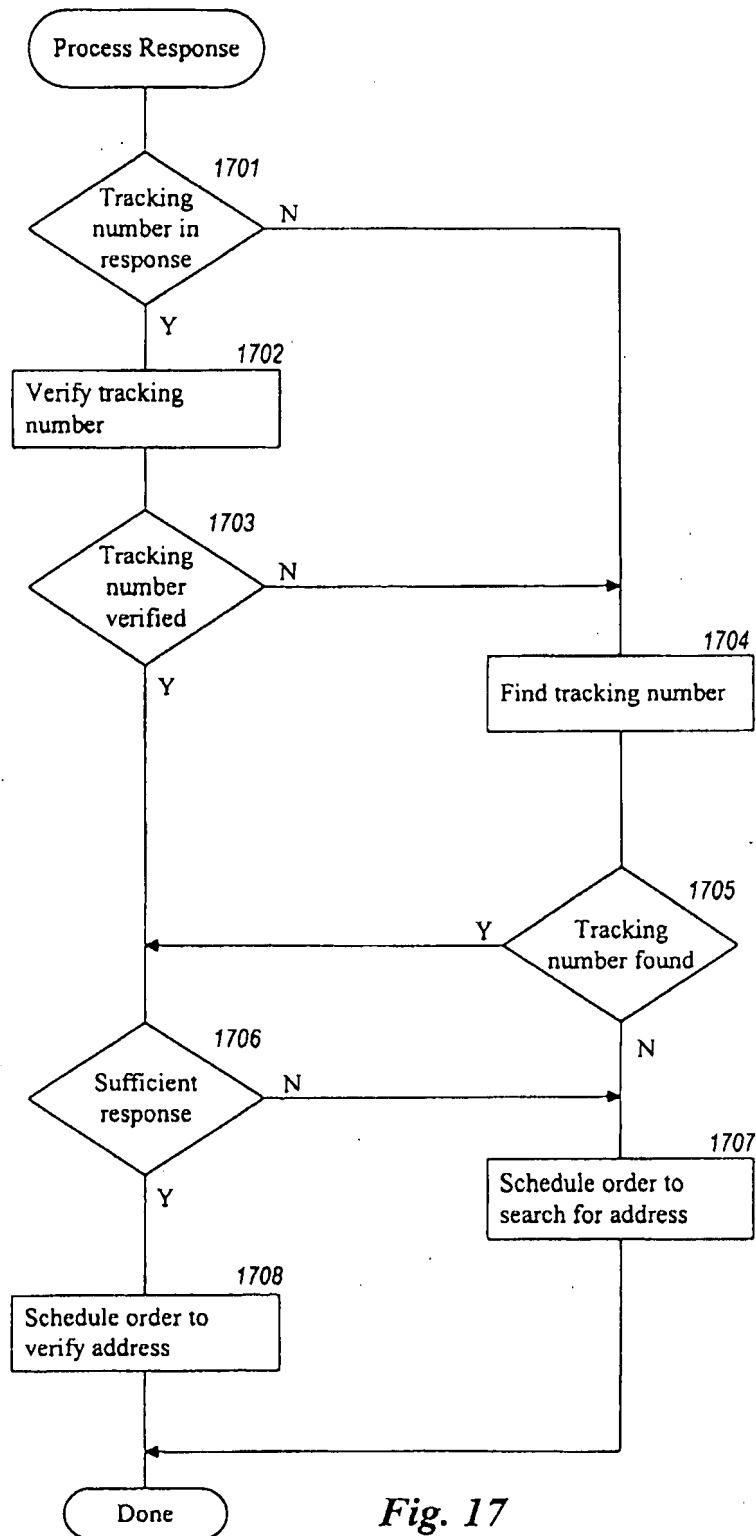 Process Response
1701
Tracking
number in
response
N
Y
1702
Verify tracking
number
1703
Tracking
number
verified
N
Y
1704
Find tracking number
1705
Tracking
number found
Y
N
1706
Sufficient
response
N
Y
1707
Schedule order to
search for address
1708
Schedule order to
verify address
Done
Fig. 17